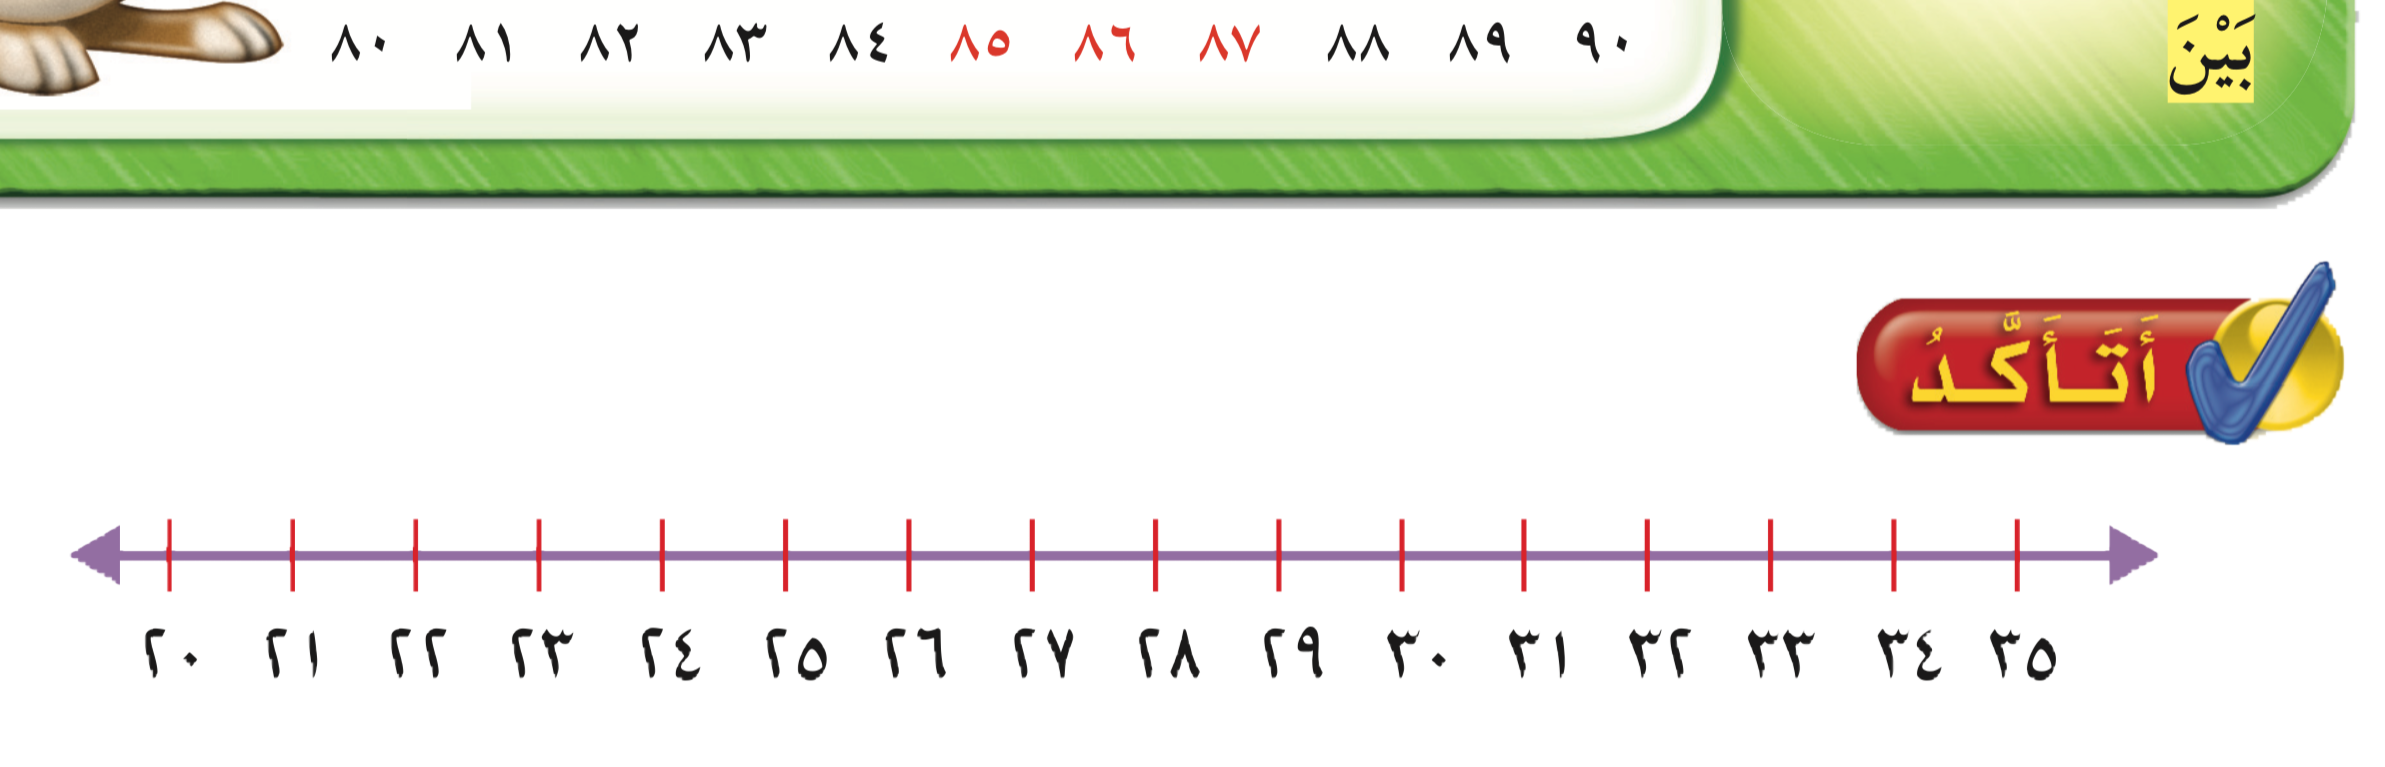 ٨٠ ٨١ ٨٢ ٨٣ ٨٤ ٨٥ ٨٦ ٨٧ ٨٨ ٨٩ ٩٠
بَيْنَ
أَتَأَكَّدُ
٢٠ ٢١ ٢٢ ٢٣ ٢٤ ٢٥ ٢٦ ٢٧ ٢٨ ٢٩ ٣٠ ٣١ ٣٢ ٣٣ ٣٤ ٣٥